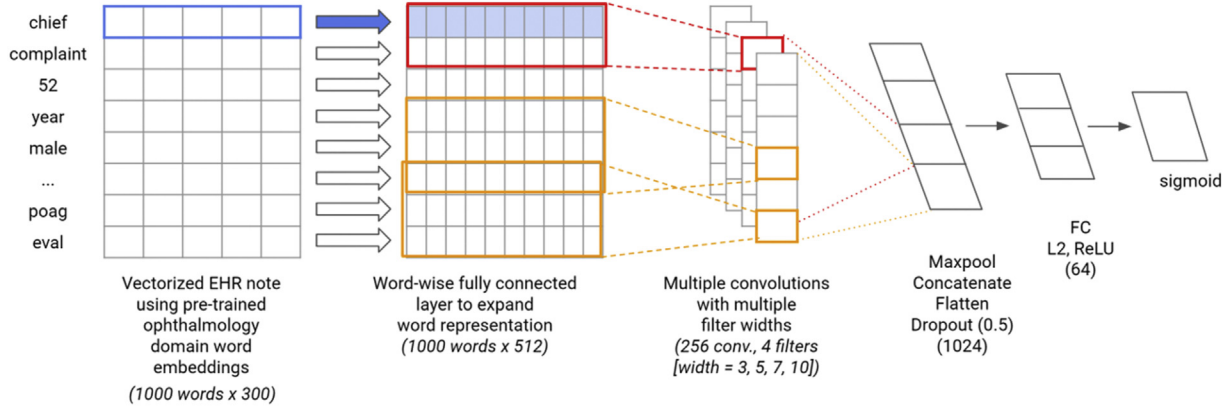 chief
complaint
52
year
male
...
poag
eval
Vectorized EHR note
using pre-trained
ophthalmology
domain word
embeddings
(1000 words x 300)
Word-wise fully connected
layer to expand
word representation
(1000 words x 512)
Multiple convolutions
with multiple
filter widths
(256 conv., 4 filters
[width = 3, 5, 7, 10])
Maxpool
Concatenate
Flatten
Dropout (0.5)
(1024)
FC
L2, ReLU
(64)
sigmoid